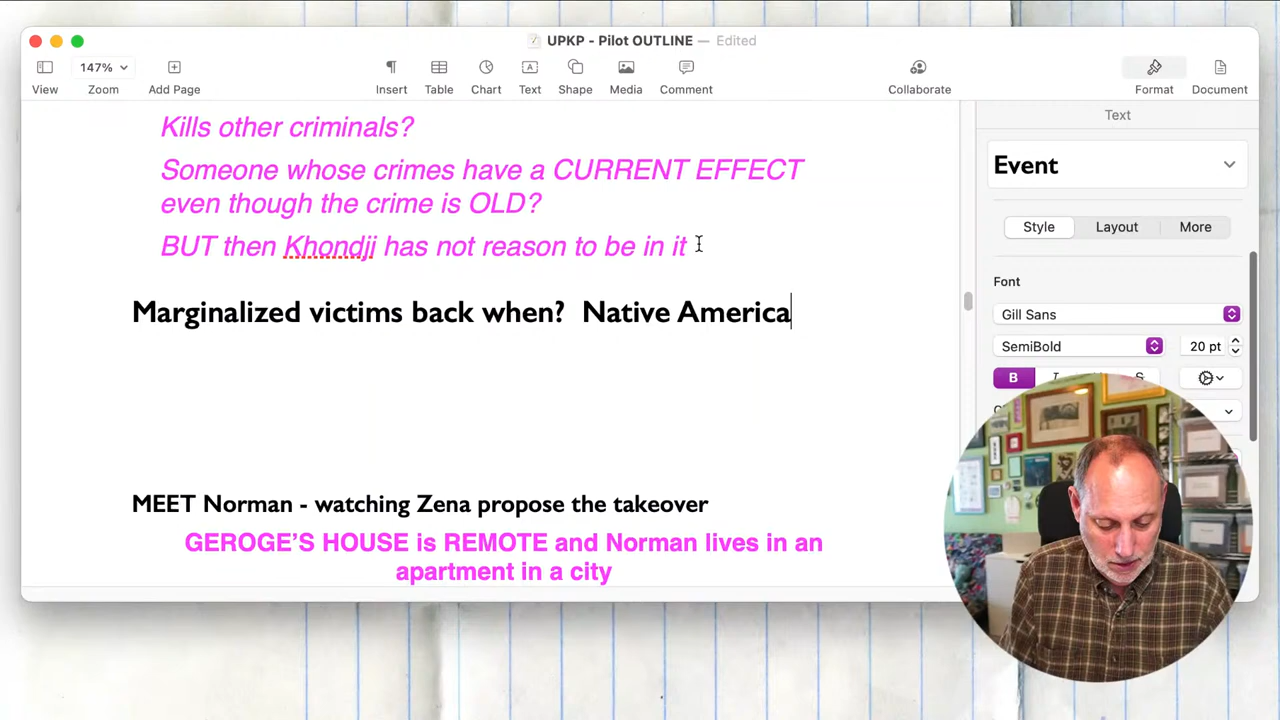 UPKP - Pilot OUTLINE — Edited
147%
View
Zoom
Add Page
Insert
Table
Chart
Text
Shape
Media
Comment
Collaborate
Format
Document
Kills other criminals?
Someone whose crimes have a CURRENT EFFECT
even though the crime is OLD?
BUT then Khondji has not reason to be in it
Marginalized victims back when?  Native America
MEET Norman - watching Zena propose the takeover
GEROGE'S HOUSE is REMOTE and Norman lives in an
apartment in a city
Text
Event
Style
Layout
More
Font
Gill Sans
SemiBold
20 pt
B